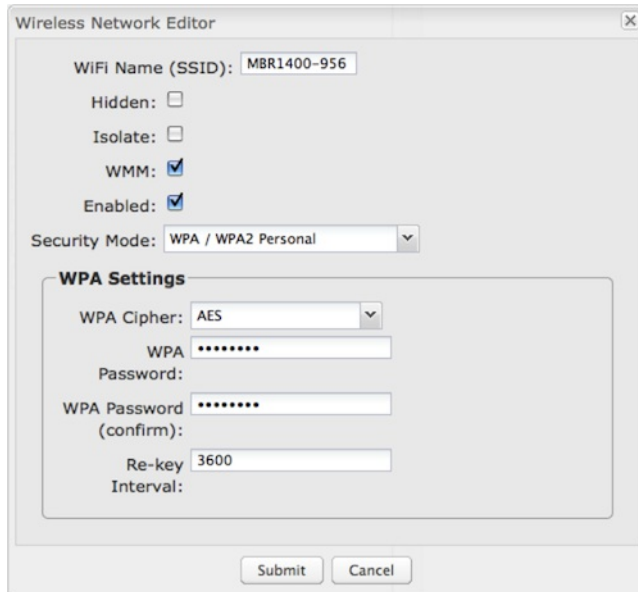 Wireless Network Editor
WiFi Name (SSID): MBR1400-956
Hidden:
Isolate:
WMM:
Enabled:
Security Mode: WPA / WPA2 Personal
WPA Settings
WPA Cipher: AES
WPA Password: ••••••••
WPA Password (confirm): ••••••••
Re-key Interval: 3600
Submit Cancel